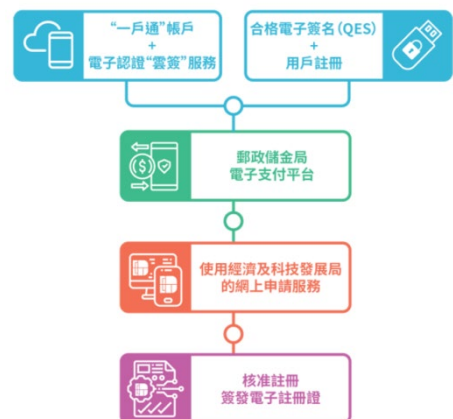 “一戶通”帳戶
+
電子認證“雲簽”服務
合格電子簽名(QES)
+
用戶註冊
郵政儲金局
電子支付平台
使用經濟及科技發展局
的網上申請服務
核准註冊
簽發電子註冊證